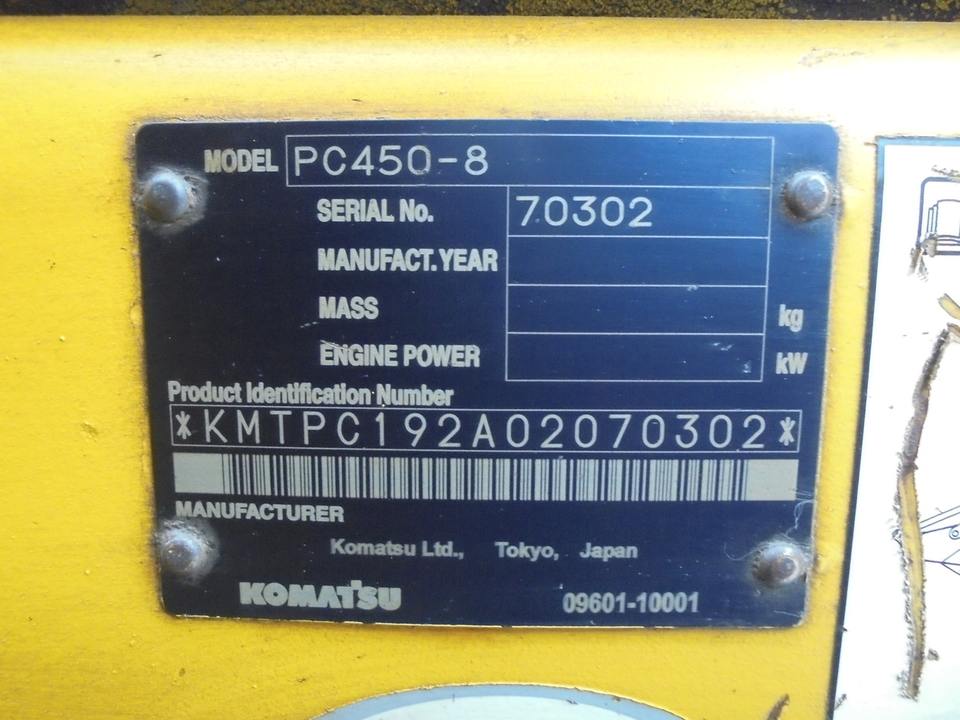 MODEL PC450-8
SERIAL No. 70302
MANUFACT. YEAR
MASS kg
ENGINE POWER kW
Product Identification Number
*KMTPC192A02070302*
MANUFACTURER
Komatsu Ltd., Tokyo, Japan
KOMATSU 09601-10001